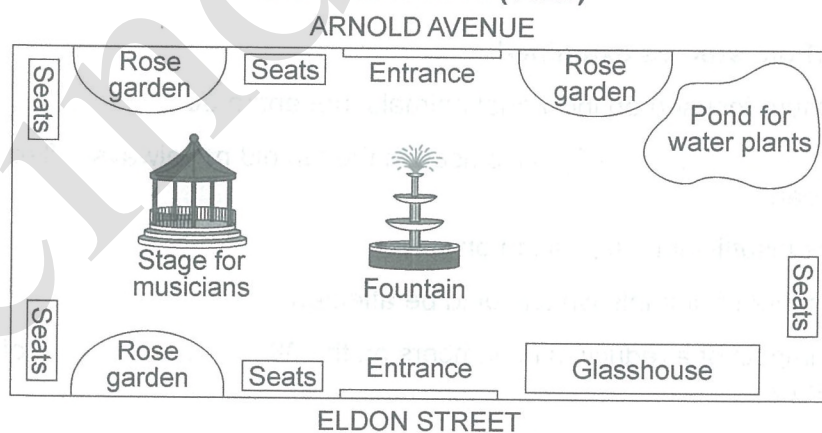 ARNOLD AVENUE
Seats
Rose
garden
Seats
Entrance
Rose
garden
Pond for
water plants
Stage for
musicians
Fountain
Seats
Seats
Rose
garden
Seats
Entrance
Glasshouse
ELDON STREET